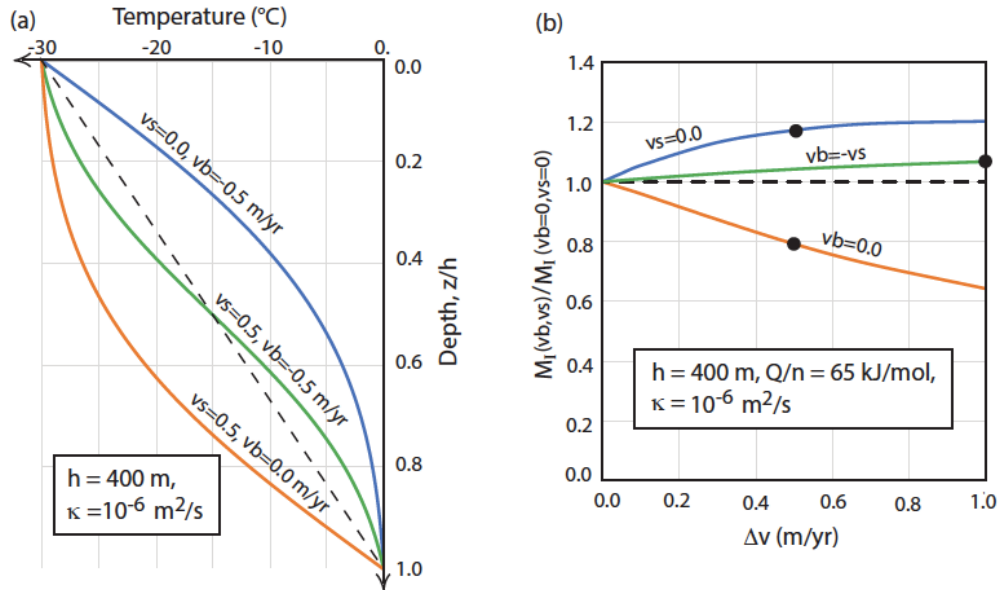 (a)
Temperature (°C)
-30
-20
-10
0.
0.0
0.2
0.4
0.6
0.8
1.0
Depth, z/h
vs=0.0, vb=-0.5 m/yr
vs=0.5, vb=-0.5 m/yr
vs=0.5, vb=0.0 m/yr
h = 400 m,
κ =10⁻⁶ m²/s
(b)
1.4
1.2
1.0
0.8
0.6
0.4
0.2
0.0
M_I (vb,vs)/M_I (vb=0,vs=0)
vs=0.0
vb=-vs
vb=0.0
h = 400 m, Q/n = 65 kJ/mol,
κ = 10⁻⁶ m²/s
0.0
0.2
0.4
0.6
0.8
1.0
Δv (m/yr)